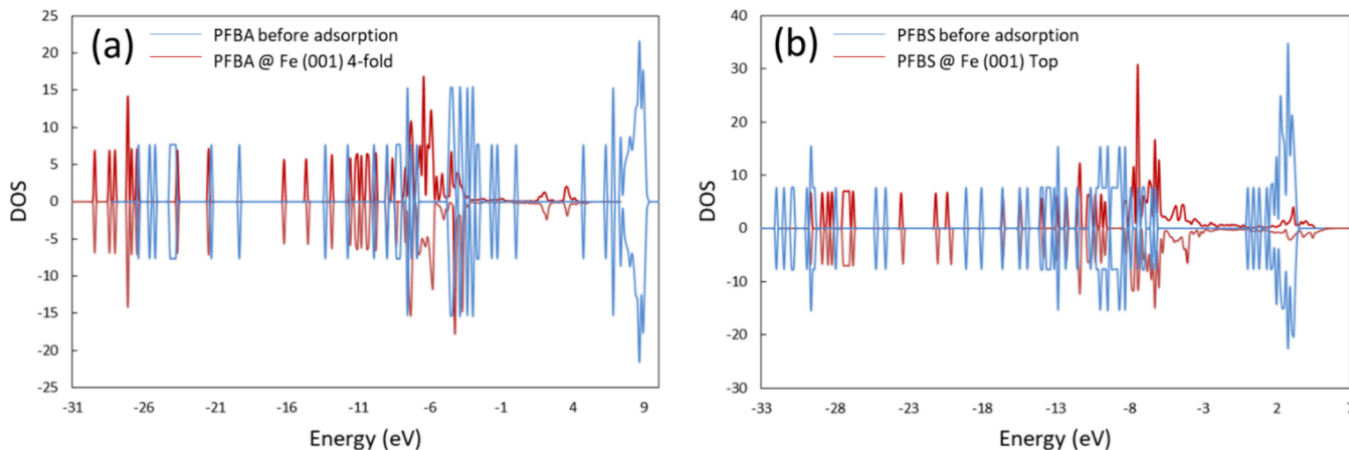 (a)
PFBA before adsorption
PFBA @ Fe (001) 4-fold
25
20
15
10
5
0
-5
-10
-15
-20
-25
DOS
-31 -26 -21 -16 -11 -6 -1 4 9
Energy (eV)
(b)
PFBS before adsorption
PFBS @ Fe (001) Top
40
30
20
10
0
-10
-20
-30
DOS
-33 -28 -23 -18 -13 -8 -3 2 7
Energy (eV)